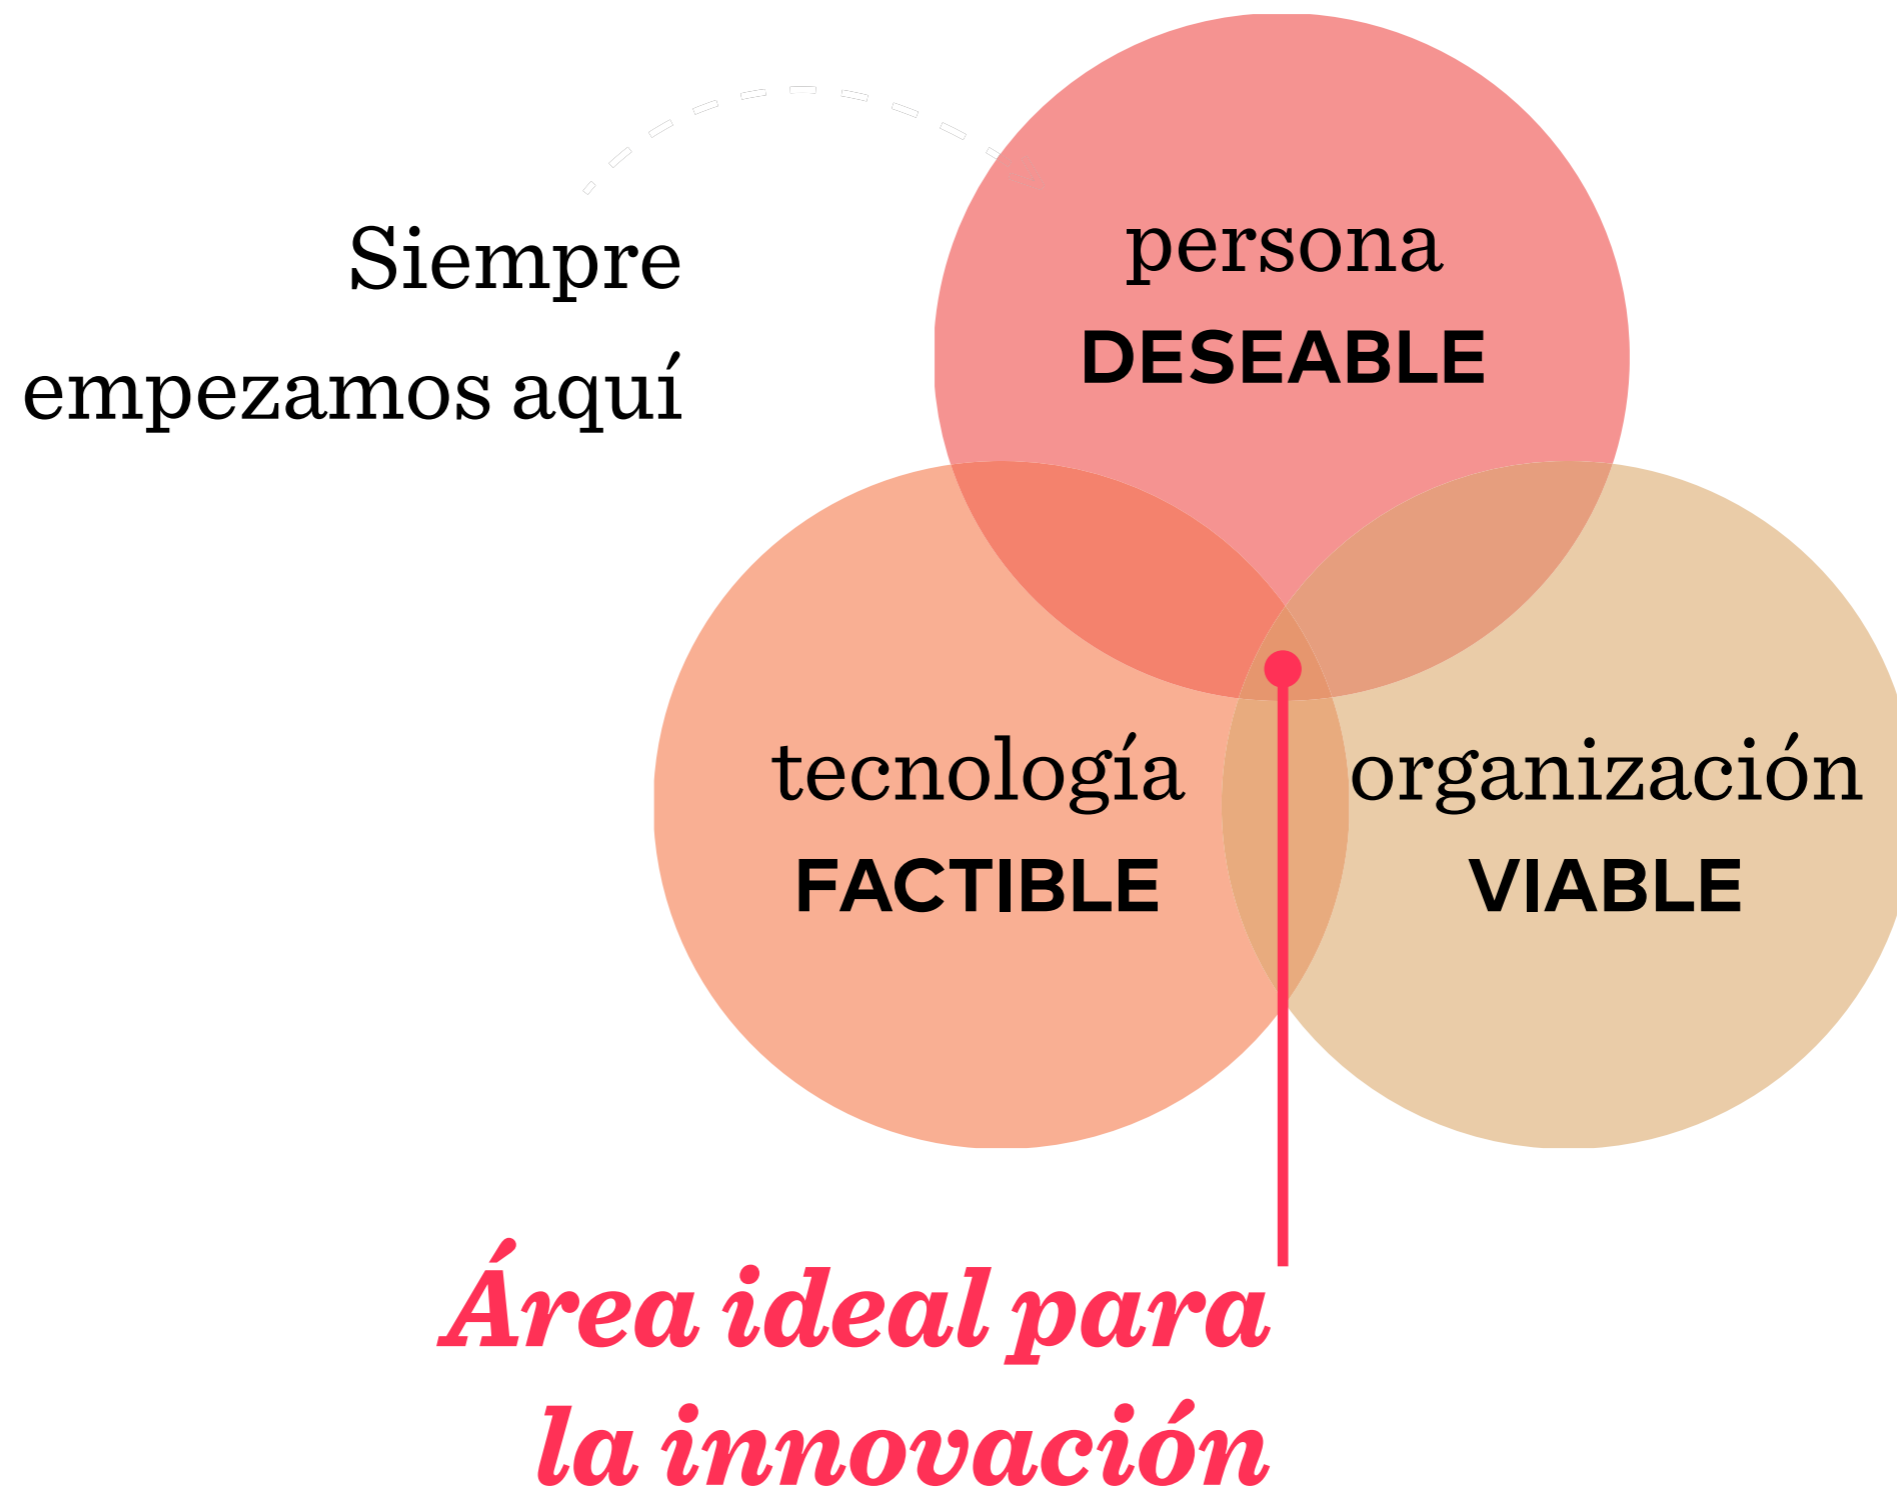 Siempre
empezamos aquí
persona
DESEABLE
tecnología
FACTIBLE
organización
VIABLE
Área ideal para
la innovación